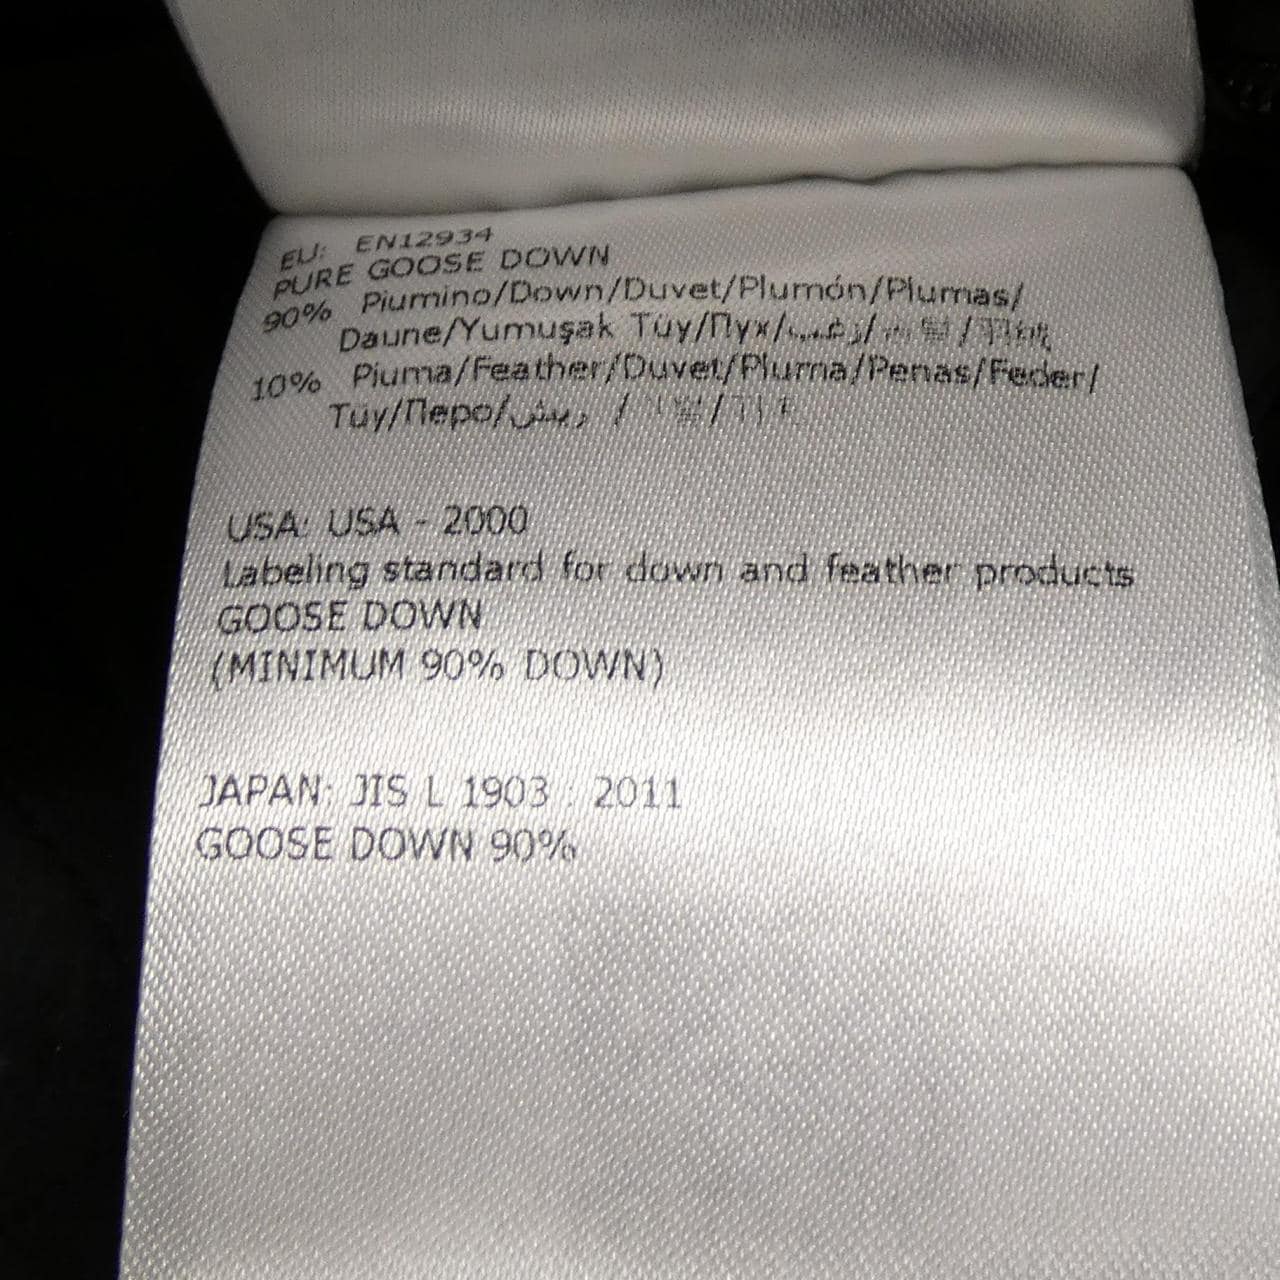 EU: EN12934
PURE GOOSE DOWN
90% Piumino/Down/Duvet/Plumón/Plumas/
Daune/Yumuşak Tüy/Пух/زغب/
10% Piuma/Feather/Duvet/Pluma/Penas/Feder/
Tüy/Перо/ريش/
USA: USA - 2000
Labeling standard for down and feather products
GOOSE DOWN
(MINIMUM 90% DOWN)
JAPAN: JIS L 1903 : 2011
GOOSE DOWN 90%